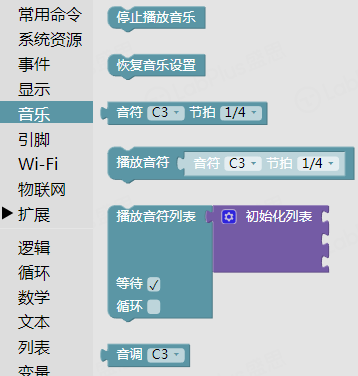 常用命令
系统资源
事件
显示
音乐
引脚
Wi-Fi
物联网
扩展
逻辑
循环
数学
文本
列表
变量
停止播放音乐
恢复音乐设置
音符 C3 节拍 1/4
播放音符 音符 C3 节拍 1/4
播放音符列表 初始化列表
等待
循环
音调 C3